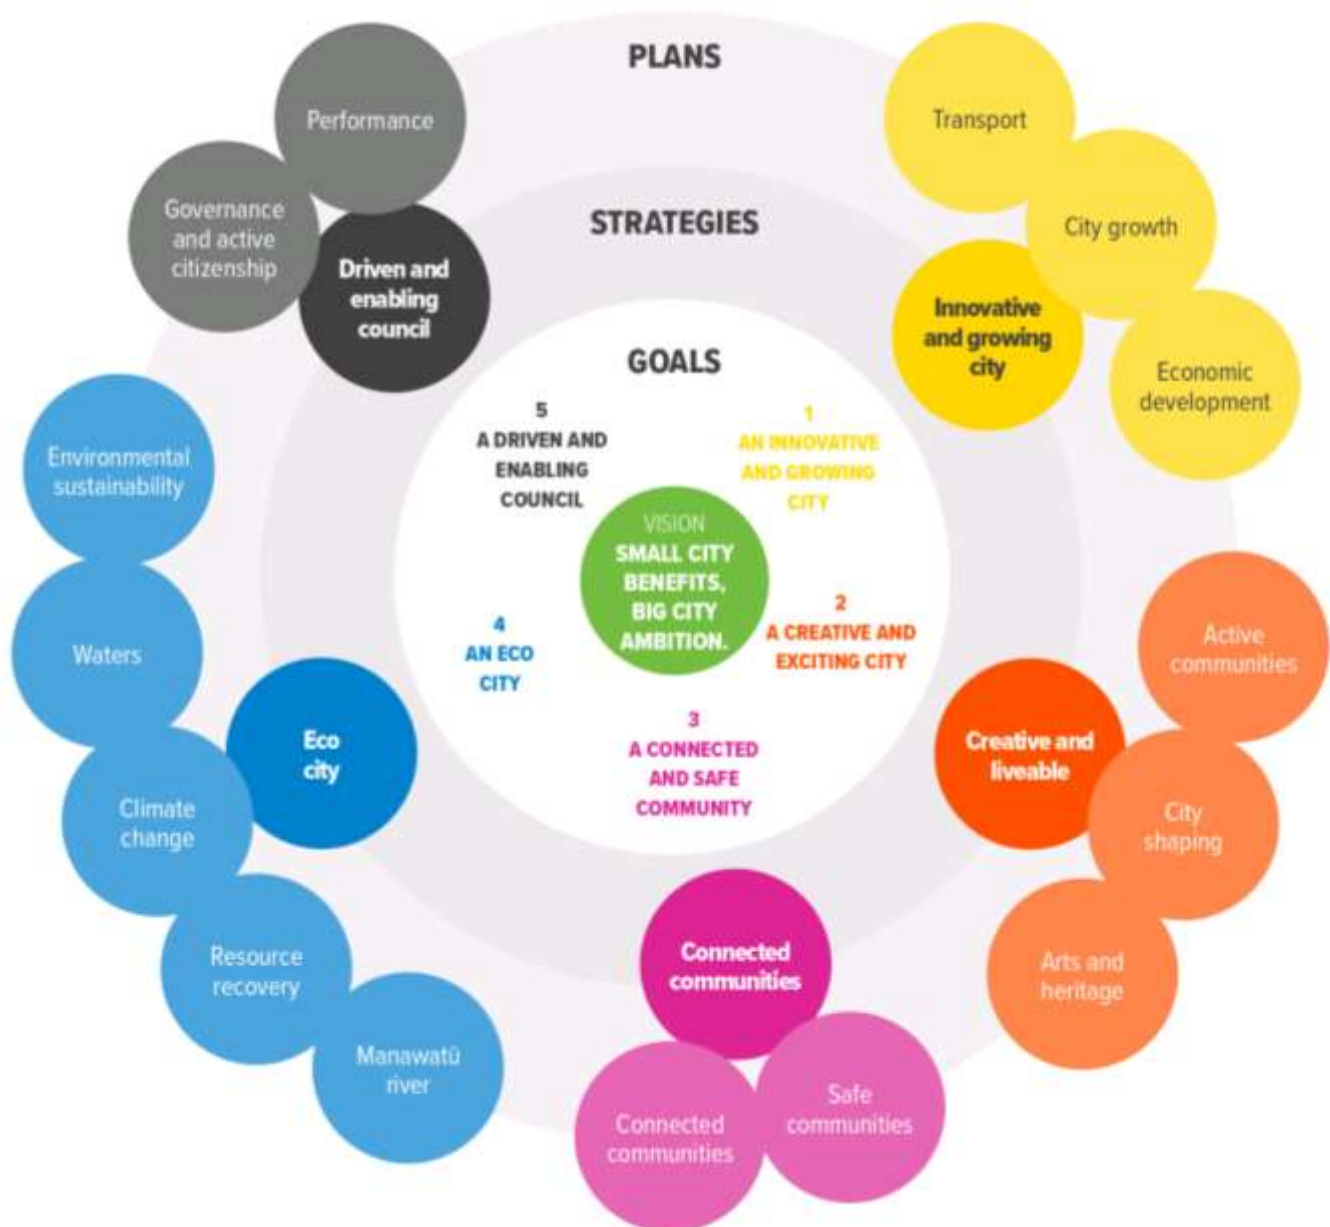 PLANS
Performance
Transport
Governance
and active
citizenship
City growth
STRATEGIES
Driven and
enabling
council
Innovative
and growing
city
GOALS
Economic
development
5
A DRIVEN AND
ENABLING
COUNCIL
1
AN INNOVATIVE
AND GROWING
CITY
Environmental
sustainability
VISION
SMALL CITY
BENEFITS,
BIG CITY
AMBITION.
4
AN ECO
CITY
2
A CREATIVE AND
EXCITING CITY
3
A CONNECTED
AND SAFE
COMMUNITY
Waters
Active
communities
Eco
city
Creative and
liveable
Climate
change
City
shaping
Resource
recovery
Connected
communities
Arts and
heritage
Manawatū
river
Connected
communities
Safe
communities